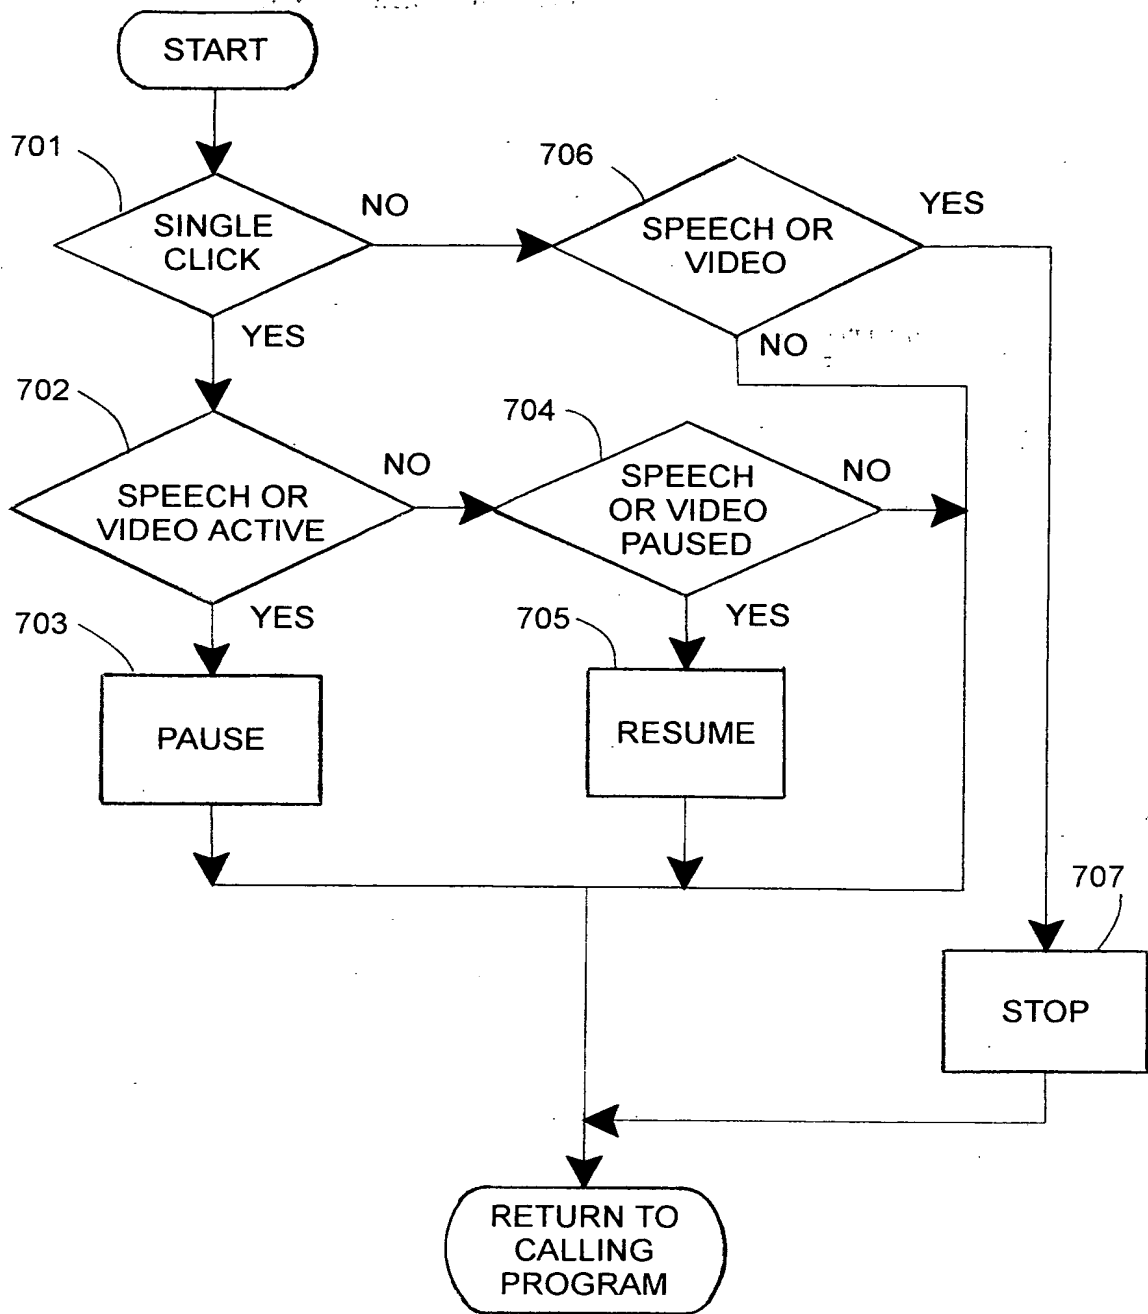 START
701
SINGLE
CLICK
NO
YES
706
SPEECH OR
VIDEO
YES
NO
702
SPEECH OR
VIDEO ACTIVE
NO
YES
704
SPEECH
OR VIDEO
PAUSED
NO
YES
703
PAUSE
705
RESUME
707
STOP
RETURN TO
CALLING
PROGRAM